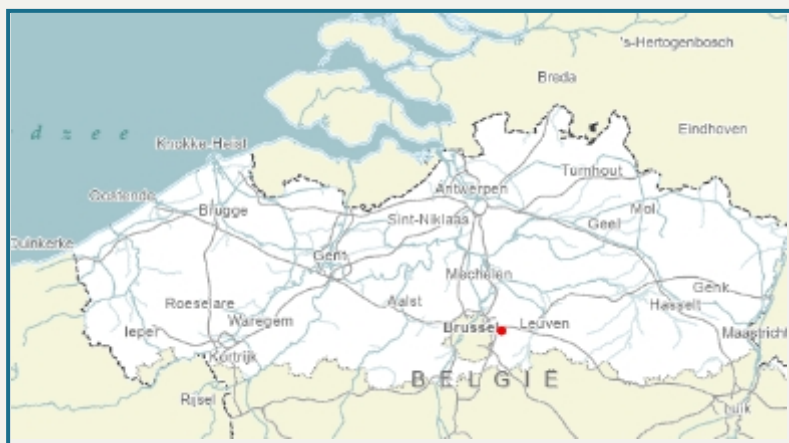 's-Hertogenbosch
Breda
d z e e
Eindhoven
Knokke-Heist
Turnhout
Antwerpen
Oostende
Mol
Brugge
Sint-Niklaas
Geel
Duinkerke
Gent
Mechelen
Genk
Roeselare
Aalst
Hasselt
Waregem
Brussel
Leuven
Ieper
Maastricht
Kortrijk
BELGIË
Rijsel
Luik